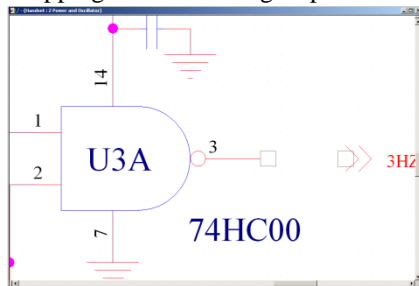 / - (Handset : 2 Power and Oscillator)
14
1
U3A
3
3HZ
2
7
74HC00